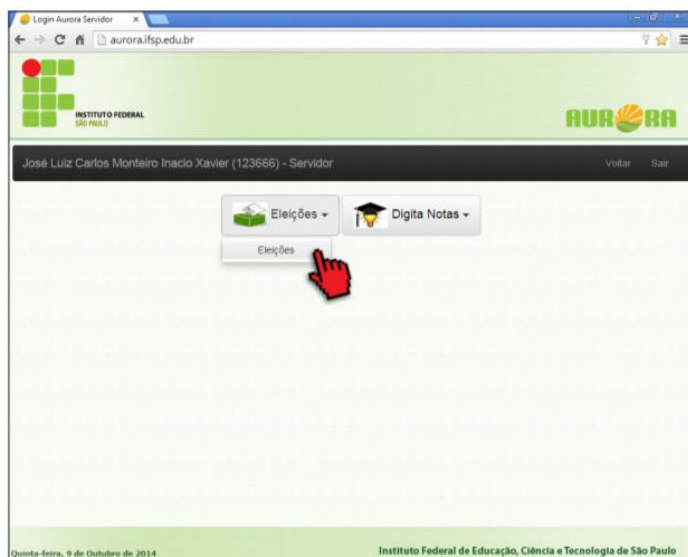 Login Aurora Servidor
aurora.ifsp.edu.br
INSTITUTO FEDERAL
SÃO PAULO
AURORA
José Luiz Carlos Monteiro Inacio Xavier (123666) - Servidor
Voltar Sair
Eleições Digita Notas
Eleições
Quinta-feira, 9 de Outubro de 2014 Instituto Federal de Educação, Ciência e Tecnologia de São Paulo